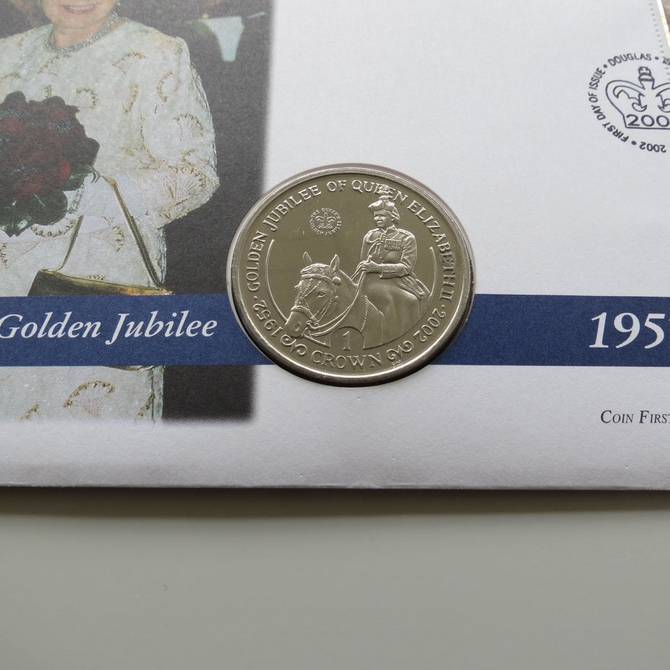 FIRST DAY OF ISSUE • DOUGLAS •
2002
1952 · GOLDEN JUBILEE OF QUEEN ELIZABETH II · 2002
1
CROWN
Golden Jubilee
195
COIN FIRST